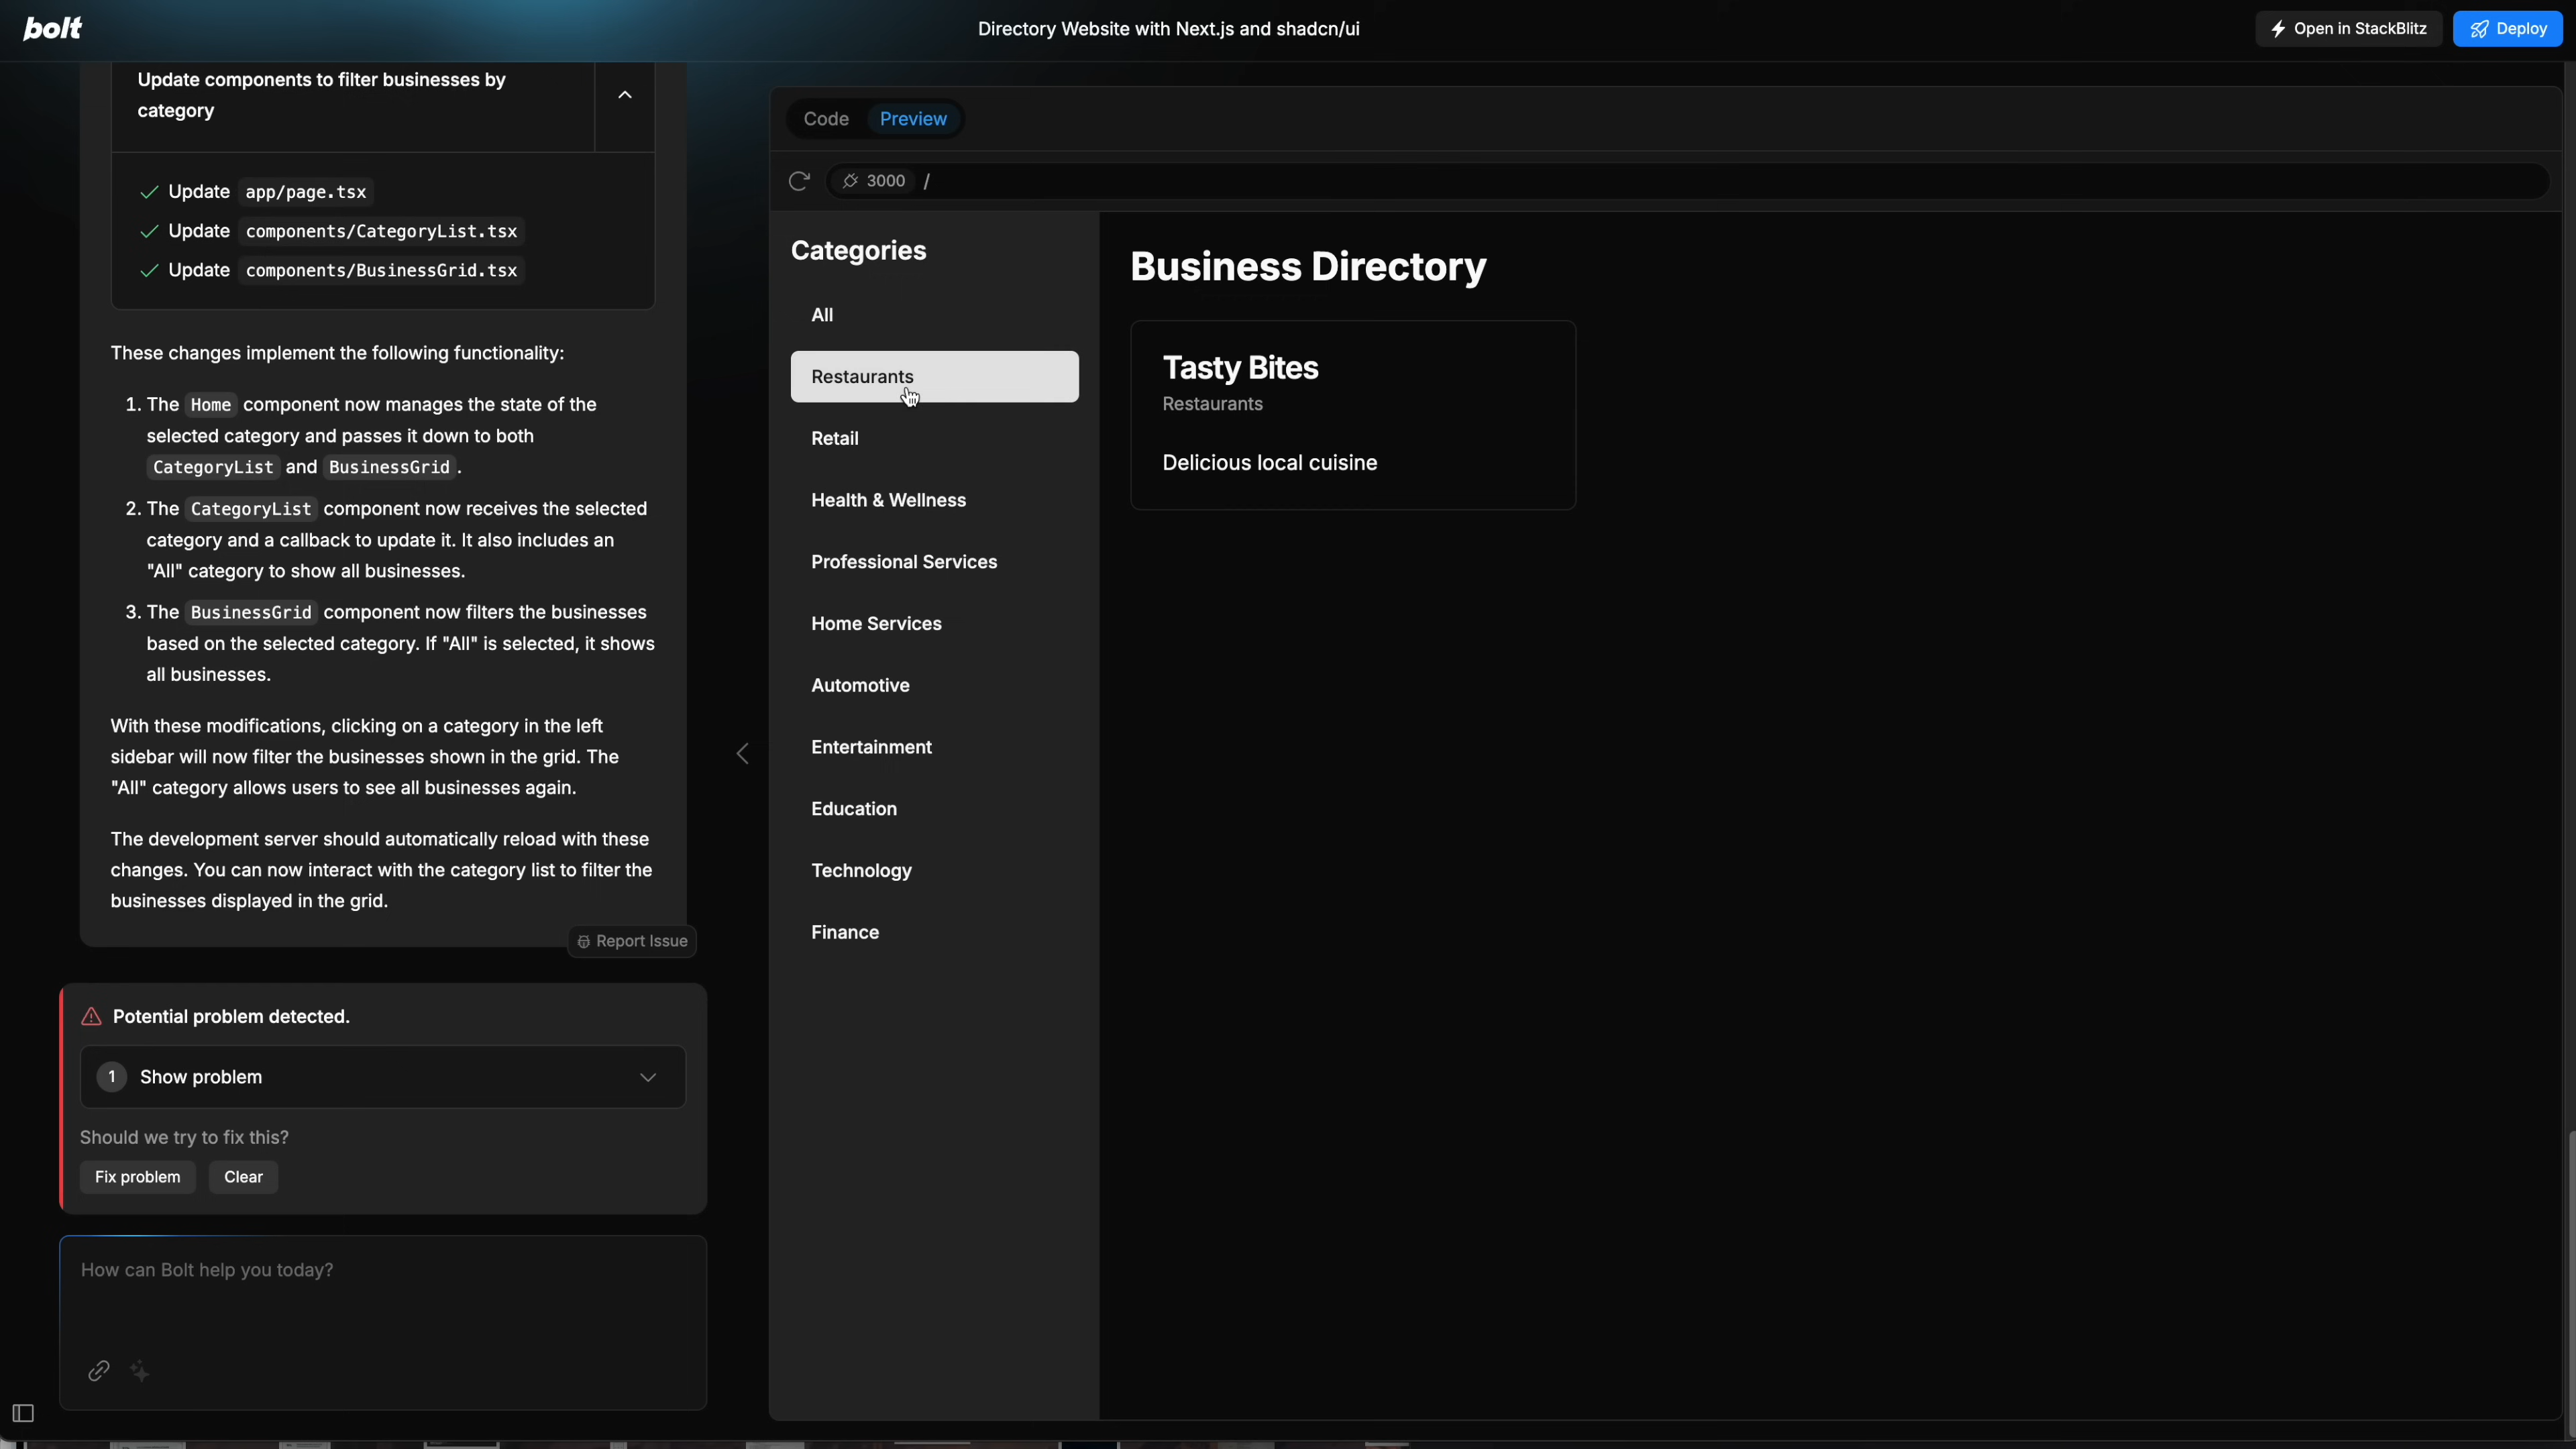 bolt
Directory Website with Next.js and shadcn/ui
Open in StackBlitz
Deploy
Update components to filter businesses by
category
Update app/page.tsx
Update components/CategoryList.tsx
Update components/BusinessGrid.tsx
These changes implement the following functionality:
1. The Home component now manages the state of the
selected category and passes it down to both
CategoryList and BusinessGrid.
2. The CategoryList component now receives the selected
category and a callback to update it. It also includes an
"All" category to show all businesses.
3. The BusinessGrid component now filters the businesses
based on the selected category. If "All" is selected, it shows
all businesses.
With these modifications, clicking on a category in the left
sidebar will now filter the businesses shown in the grid. The
"All" category allows users to see all businesses again.
The development server should automatically reload with these
changes. You can now interact with the category list to filter the
businesses displayed in the grid.
Report Issue
Potential problem detected.
1 Show problem
Should we try to fix this?
Fix problem
Clear
How can Bolt help you today?
Code
Preview
3000 /
Categories
All
Restaurants
Retail
Health & Wellness
Professional Services
Home Services
Automotive
Entertainment
Education
Technology
Finance
Business Directory
Tasty Bites
Restaurants
Delicious local cuisine